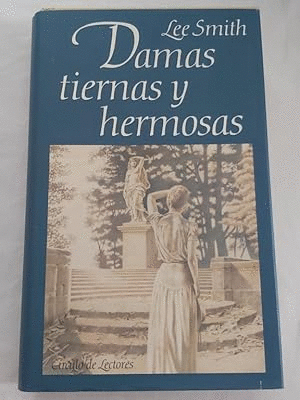 Lee Smith
Damas
tiernas y
hermosas
Círculo de Lectores